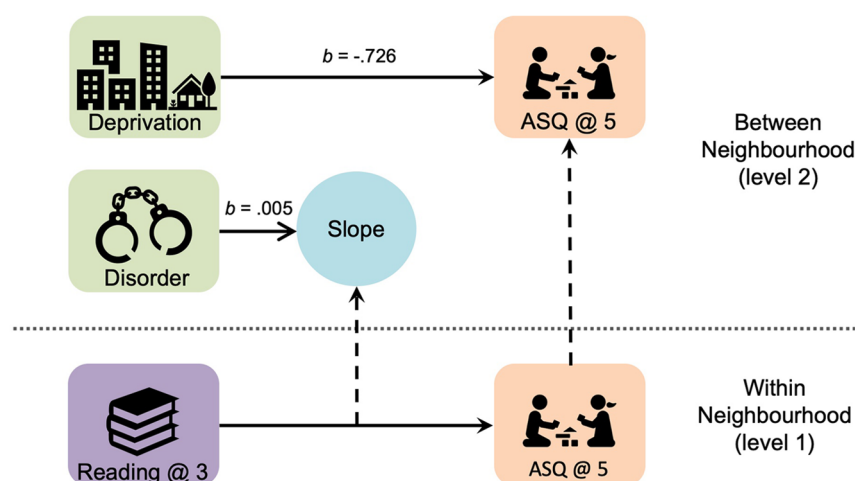 b = -.726
Deprivation
ASQ @ 5
Between
Neighbourhood
(level 2)
b = .005
Slope
Disorder
Within
Neighbourhood
(level 1)
Reading @ 3
ASQ @ 5